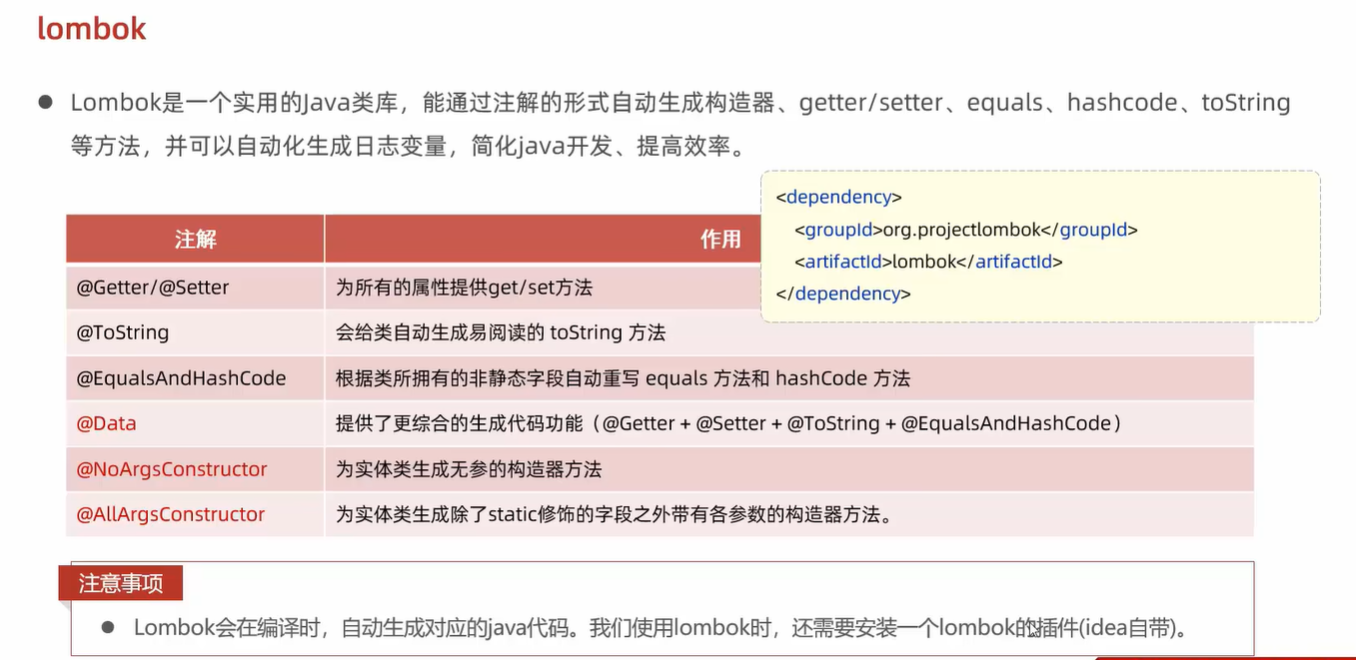 lombok
● Lombok是一个实用的Java类库，能通过注解的形式自动生成构造器、getter/setter、equals、hashcode、toString
等方法，并可以自动化生成日志变量，简化java开发、提高效率。
<dependency>
<groupId>org.projectlombok</groupId>
<artifactId>lombok</artifactId>
</dependency>
注解 作用
@Getter/@Setter 为所有的属性提供get/set方法
@ToString 会给类自动生成易阅读的 toString 方法
@EqualsAndHashCode 根据类所拥有的非静态字段自动重写 equals 方法和 hashCode 方法
@Data 提供了更综合的生成代码功能（@Getter + @Setter + @ToString + @EqualsAndHashCode）
@NoArgsConstructor 为实体类生成无参的构造器方法
@AllArgsConstructor 为实体类生成除了static修饰的字段之外带有各参数的构造器方法。
注意事项
● Lombok会在编译时，自动生成对应的java代码。我们使用lombok时，还需要安装一个lombok的插件(idea自带)。